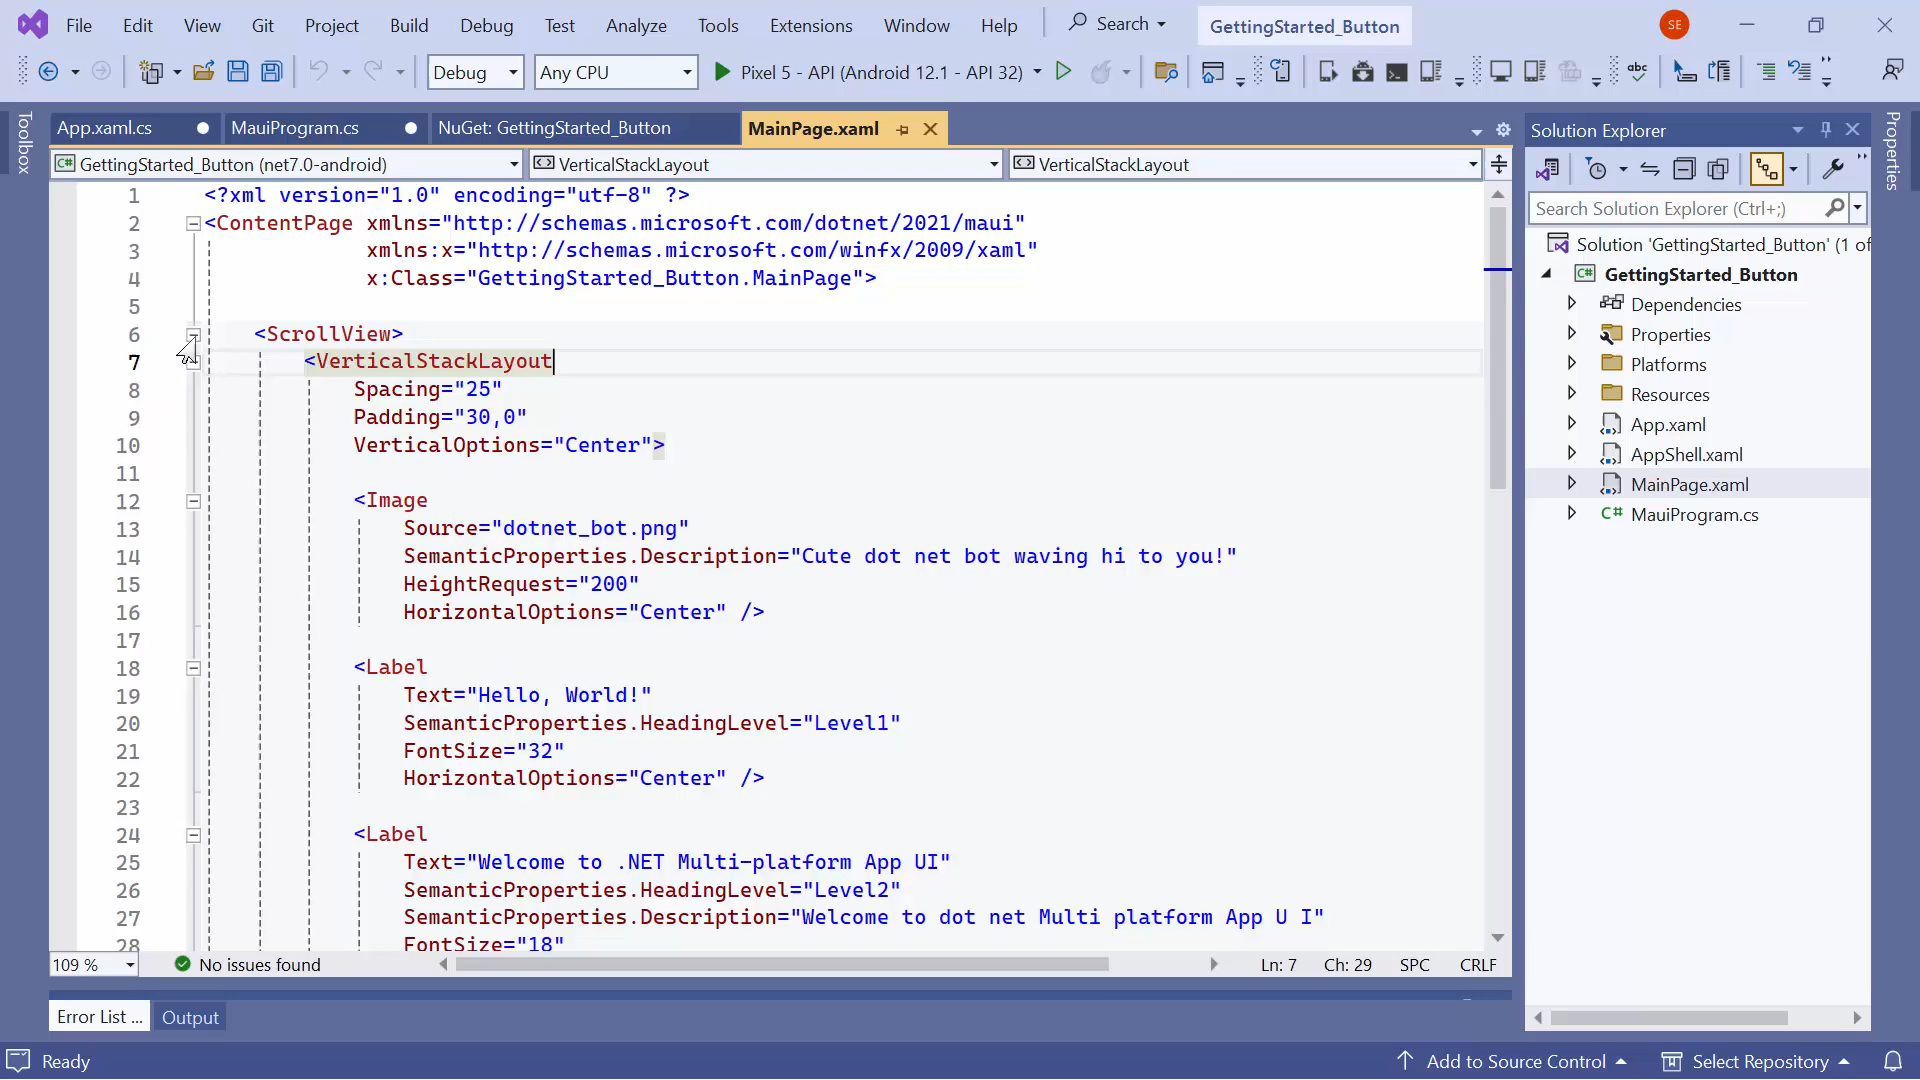 File Edit View Git Project Build Debug Test Analyze Tools Extensions Window Help Search GettingStarted_Button SE
Debug Any CPU Pixel 5 - API (Android 12.1 - API 32) abc
Toolbox
App.xaml.cs MauiProgram.cs NuGet: GettingStarted_Button MainPage.xaml
C# GettingStarted_Button (net7.0-android) VerticalStackLayout VerticalStackLayout
1 <?xml version="1.0" encoding="utf-8" ?>
2 <ContentPage xmlns="http://schemas.microsoft.com/dotnet/2021/maui"
3 xmlns:x="http://schemas.microsoft.com/winfx/2009/xaml"
4 x:Class="GettingStarted_Button.MainPage">
5
6 <ScrollView>
7 <VerticalStackLayout
8 Spacing="25"
9 Padding="30,0"
10 VerticalOptions="Center">
11
12 <Image
13 Source="dotnet_bot.png"
14 SemanticProperties.Description="Cute dot net bot waving hi to you!"
15 HeightRequest="200"
16 HorizontalOptions="Center" />
17
18 <Label
19 Text="Hello, World!"
20 SemanticProperties.HeadingLevel="Level1"
21 FontSize="32"
22 HorizontalOptions="Center" />
23
24 <Label
25 Text="Welcome to .NET Multi-platform App UI"
26 SemanticProperties.HeadingLevel="Level2"
27 SemanticProperties.Description="Welcome to dot net Multi platform App U I"
28 FontSize="18"
109 % No issues found Ln: 7 Ch: 29 SPC CRLF
Error List ... Output
Solution Explorer
Search Solution Explorer (Ctrl+;)
Solution 'GettingStarted_Button' (1 of
C# GettingStarted_Button
Dependencies
Properties
Platforms
Resources
App.xaml
AppShell.xaml
MainPage.xaml
C# MauiProgram.cs
Properties
Ready Add to Source Control Select Repository